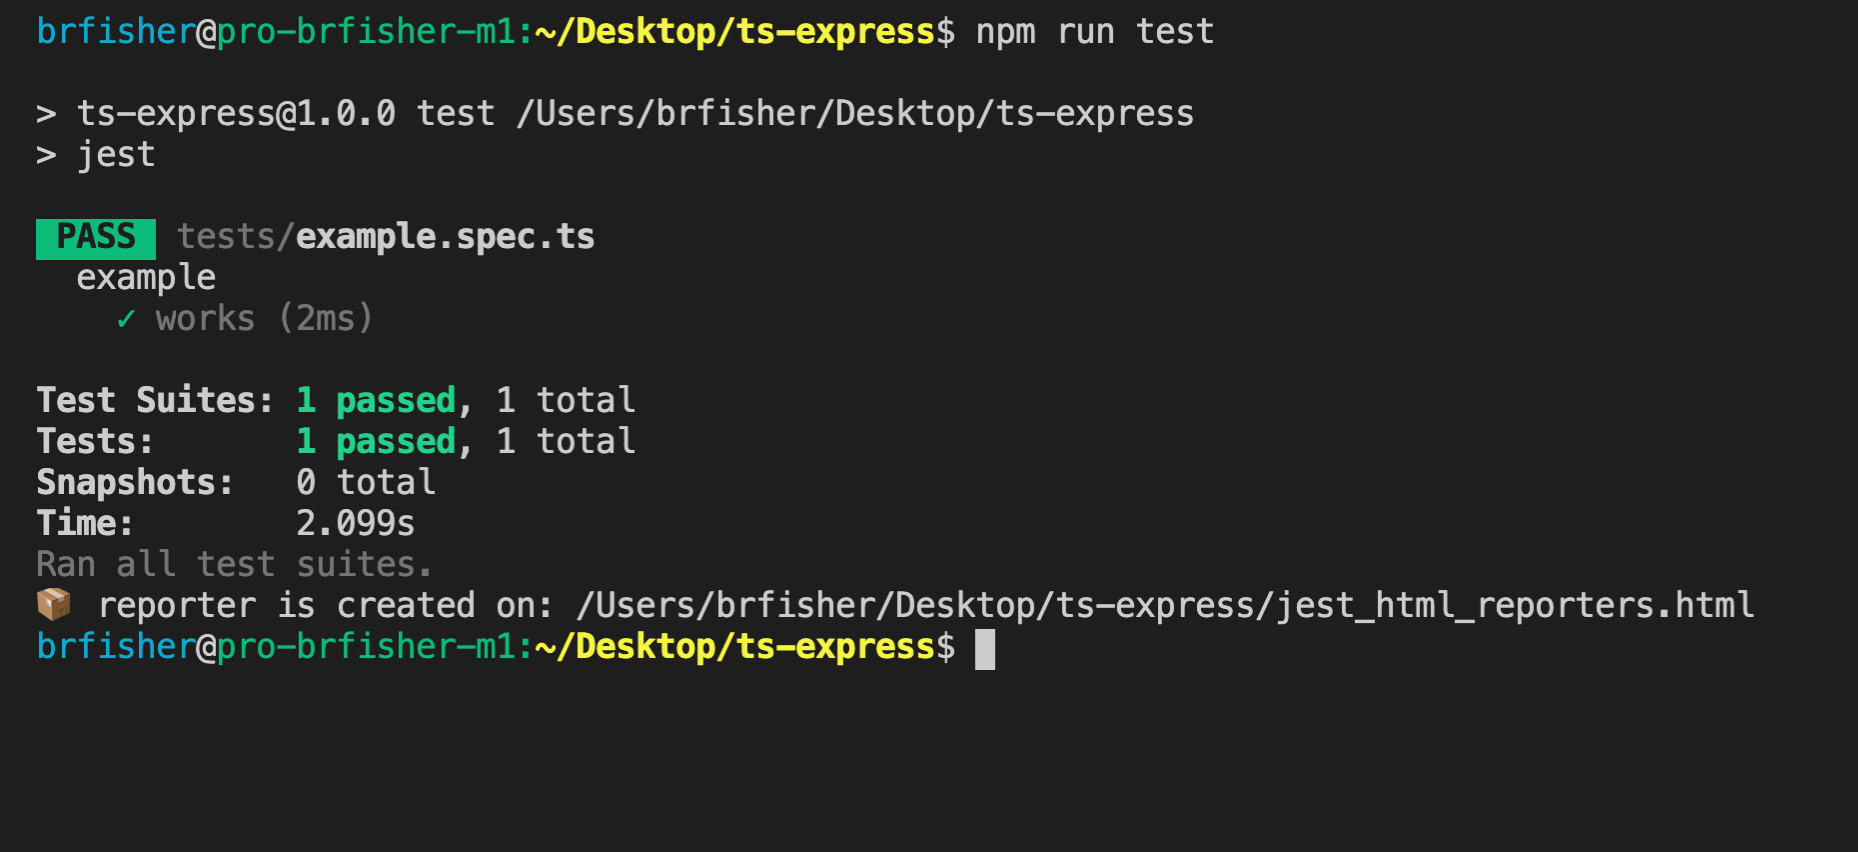 brfisher@pro-brfisher-m1:~/Desktop/ts-express$ npm run test
> ts-express@1.0.0 test /Users/brfisher/Desktop/ts-express
> jest
PASS tests/example.spec.ts
example
✓ works (2ms)
Test Suites: 1 passed, 1 total
Tests: 1 passed, 1 total
Snapshots: 0 total
Time: 2.099s
Ran all test suites.
📦 reporter is created on: /Users/brfisher/Desktop/ts-express/jest_html_reporters.html
brfisher@pro-brfisher-m1:~/Desktop/ts-express$